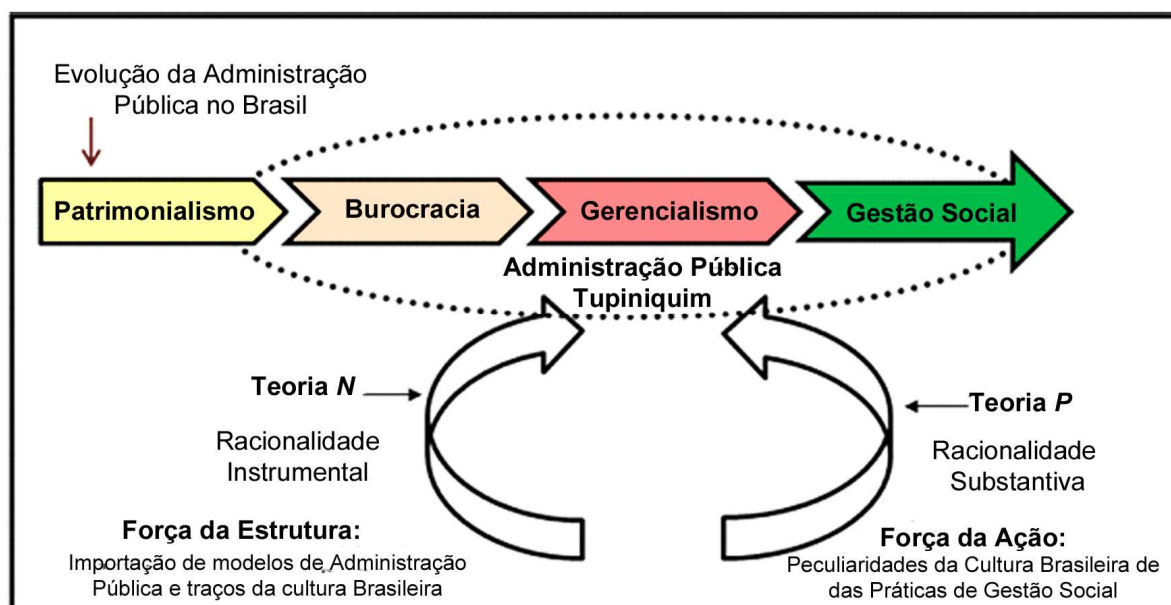 Evolução da Administração
Pública no Brasil
Patrimonialismo
Burocracia
Gerencialismo
Gestão Social
Administração Pública
Tupiniquim
Teoria N
Racionalidade
Instrumental
Força da Estrutura:
Importação de modelos de Administração
Pública e traços da cultura Brasileira
Teoria P
Racionalidade
Substantiva
Força da Ação:
Peculiaridades da Cultura Brasileira de
das Práticas de Gestão Social